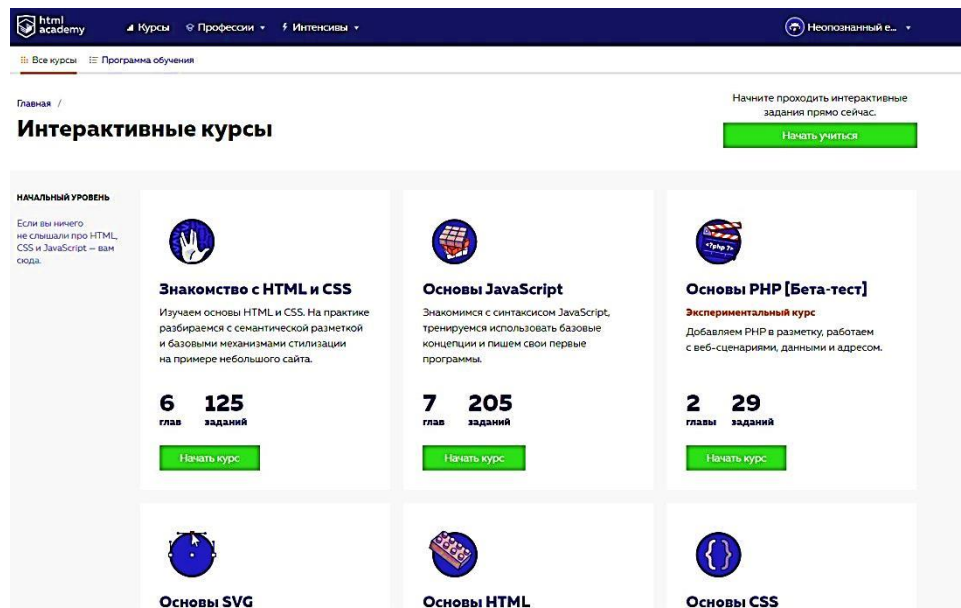 html
academy
Курсы Профессии Интенсивы
Неопознанный е...
Все курсы Программа обучения
Главная /
Интерактивные курсы
Начните проходить интерактивные
задания прямо сейчас.
Начать учиться
НАЧАЛЬНЫЙ УРОВЕНЬ
Если вы ничего
не слышали про HTML,
CSS и JavaScript — вам
сюда.
Знакомство с HTML и CSS
Изучаем основы HTML и CSS. На практике
разбираемся с семантической разметкой
и базовыми механизмами стилизации
на примере небольшого сайта.
6 125
глав заданий
Начать курс
Основы JavaScript
Знакомимся с синтаксисом JavaScript,
тренируемся использовать базовые
концепции и пишем свои первые
программы.
7 205
глав заданий
Начать курс
<?php ?>
Основы PHP [Бета-тест]
Экспериментальный курс
Добавляем PHP в разметку, работаем
с веб-сценариями, данными и адресом.
2 29
главы заданий
Начать курс
{}
Основы SVG
Основы HTML
Основы CSS